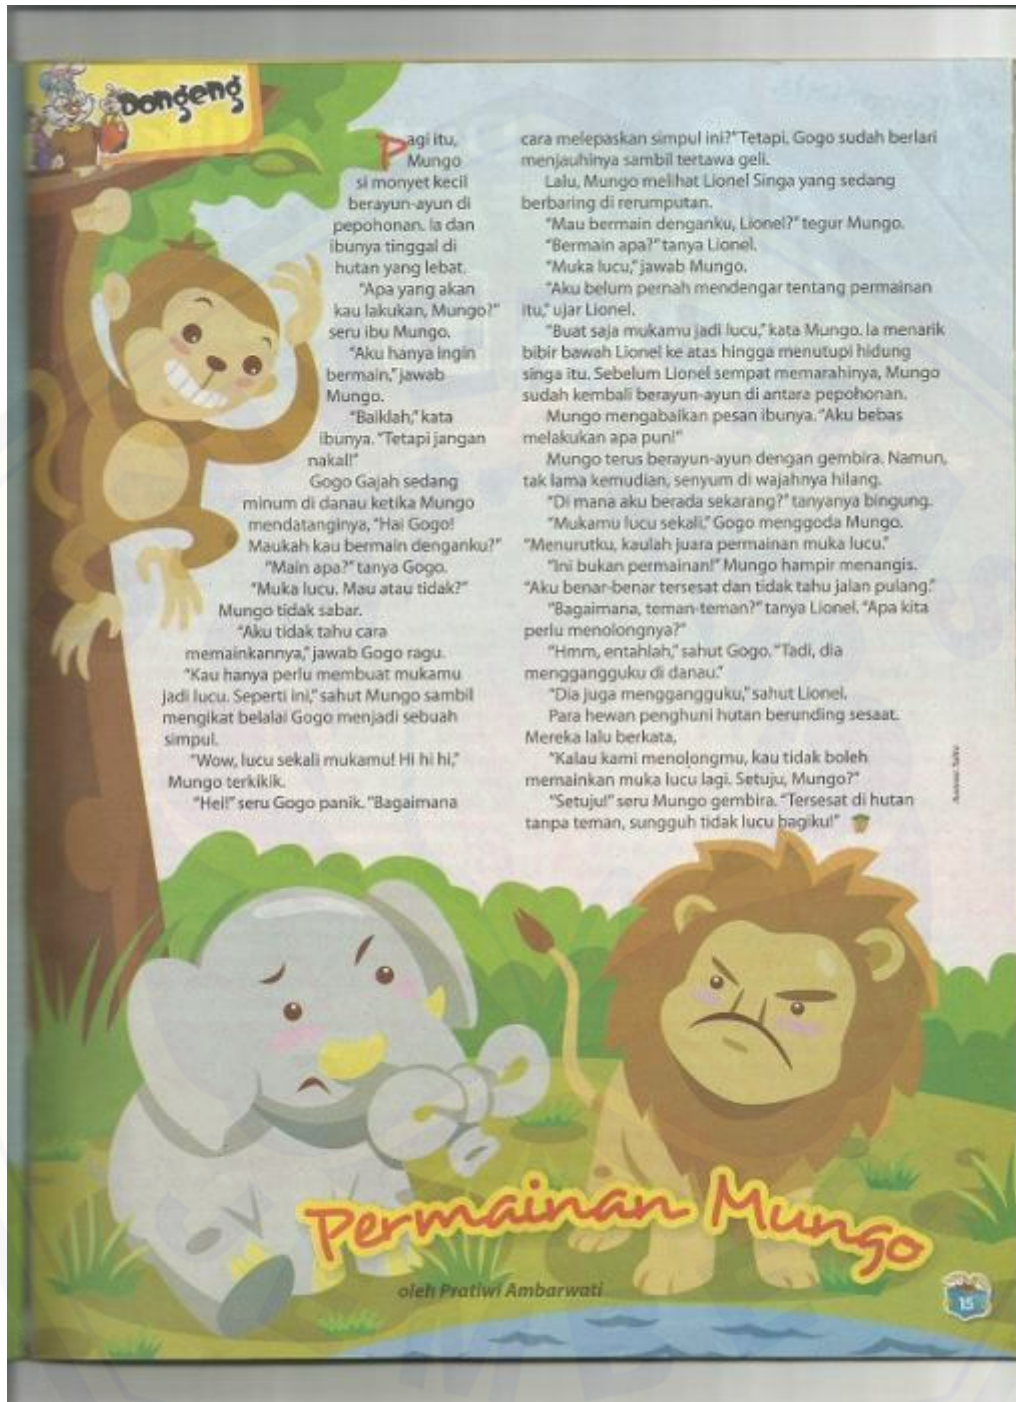 Dongeng
Pagi itu,
Mungo
si monyet kecil
berayun-ayun di
pepohonan. Ia dan
ibunya tinggal di
hutan yang lebat.
"Apa yang akan
kau lakukan, Mungo?"
seru ibu Mungo.
"Aku hanya ingin
bermain," jawab
Mungo.
"Baiklah," kata
ibunya. "Tetapi jangan
nakal!"
Gogo Gajah sedang
minum di danau ketika Mungo
mendatanginya, "Hai Gogo!
Maukah kau bermain denganku?"
"Main apa?" tanya Gogo.
"Muka lucu. Mau atau tidak?"
Mungo tidak sabar.
"Aku tidak tahu cara
memainkannya," jawab Gogo ragu.
"Kau hanya perlu membuat mukamu
jadi lucu. Seperti ini," sahut Mungo sambil
mengikat belalai Gogo menjadi sebuah
simpul.
"Wow, lucu sekali mukamu! Hi hi hi,"
Mungo terkikik.
"Hei!" seru Gogo panik. "Bagaimana
cara melepaskan simpul ini?" Tetapi, Gogo sudah berlari
menjauhinya sambil tertawa geli.
Lalu, Mungo melihat Lionel Singa yang sedang
berbaring di rerumputan.
"Mau bermain denganku, Lionel?" tegur Mungo.
"Bermain apa?" tanya Lionel.
"Muka lucu," jawab Mungo.
"Aku belum pernah mendengar tentang permainan
itu," ujar Lionel.
"Buat saja mukamu jadi lucu," kata Mungo. Ia menarik
bibir bawah Lionel ke atas hingga menutupi hidung
singa itu. Sebelum Lionel sempat memarahinya, Mungo
sudah kembali berayun-ayun di antara pepohonan.
Mungo mengabaikan pesan ibunya. "Aku bebas
melakukan apa pun!"
Mungo terus berayun-ayun dengan gembira. Namun,
tak lama kemudian, senyum di wajahnya hilang.
"Di mana aku berada sekarang?" tanyanya bingung.
"Mukamu lucu sekali," Gogo menggoda Mungo.
"Menurutku, kaulah juara permainan muka lucu."
"Ini bukan permainan!" Mungo hampir menangis.
"Aku benar-benar tersesat dan tidak tahu jalan pulang."
"Bagaimana, teman-teman?" tanya Lionel. "Apa kita
perlu menolongnya?"
"Hmm, entahlah," sahut Gogo. "Tadi, dia
menggangguku di danau."
"Dia juga menggangguku," sahut Lionel.
Para hewan penghuni hutan berunding sesaat.
Mereka lalu berkata,
"Kalau kami menolongmu, kau tidak boleh
memainkan muka lucu lagi. Setuju, Mungo?"
"Setuju!" seru Mungo gembira. "Tersesat di hutan
tanpa teman, sungguh tidak lucu bagiku!"
Permainan Mungo
oleh Pratiwi Ambarwati
15